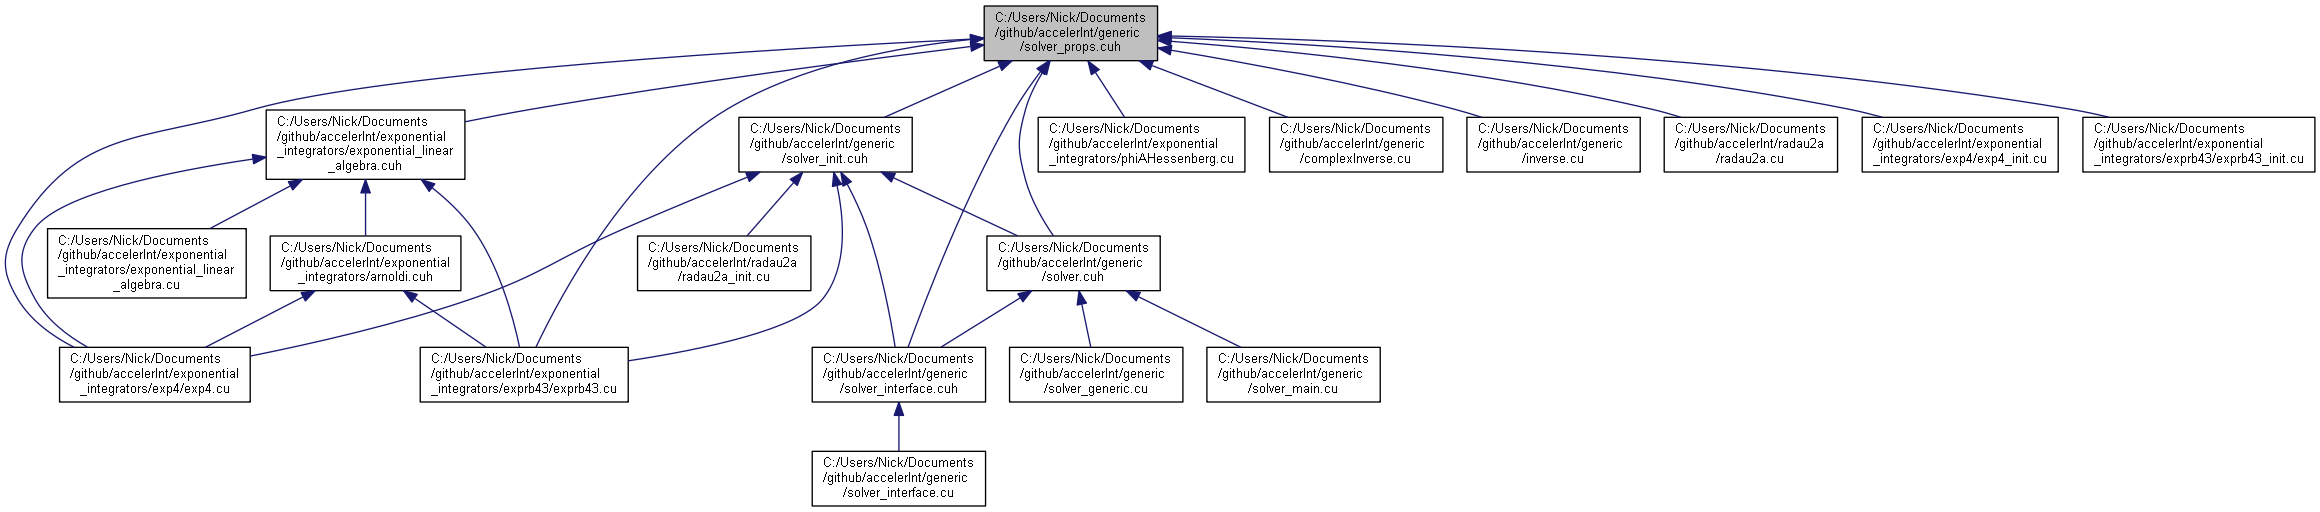 C:/Users/Nick/Documents
/github/accelerInt/generic
/solver_props.cuh
C:/Users/Nick/Documents
/github/accelerInt/exponential
_integrators/exponential_linear
_algebra.cuh
C:/Users/Nick/Documents
/github/accelerInt/generic
/solver_init.cuh
C:/Users/Nick/Documents
/github/accelerInt/exponential
_integrators/phiAHessenberg.cu
C:/Users/Nick/Documents
/github/accelerInt/generic
/complexInverse.cu
C:/Users/Nick/Documents
/github/accelerInt/generic
/inverse.cu
C:/Users/Nick/Documents
/github/accelerInt/radau2a
/radau2a.cu
C:/Users/Nick/Documents
/github/accelerInt/exponential
_integrators/exp4/exp4_init.cu
C:/Users/Nick/Documents
/github/accelerInt/exponential
_integrators/exprb43/exprb43_init.cu
C:/Users/Nick/Documents
/github/accelerInt/exponential
_integrators/exponential_linear
_algebra.cu
C:/Users/Nick/Documents
/github/accelerInt/exponential
_integrators/arnoldi.cuh
C:/Users/Nick/Documents
/github/accelerInt/radau2a
/radau2a_init.cu
C:/Users/Nick/Documents
/github/accelerInt/generic
/solver.cuh
C:/Users/Nick/Documents
/github/accelerInt/exponential
_integrators/exp4/exp4.cu
C:/Users/Nick/Documents
/github/accelerInt/exponential
_integrators/exprb43/exprb43.cu
C:/Users/Nick/Documents
/github/accelerInt/generic
/solver_interface.cuh
C:/Users/Nick/Documents
/github/accelerInt/generic
/solver_generic.cu
C:/Users/Nick/Documents
/github/accelerInt/generic
/solver_main.cu
C:/Users/Nick/Documents
/github/accelerInt/generic
/solver_interface.cu